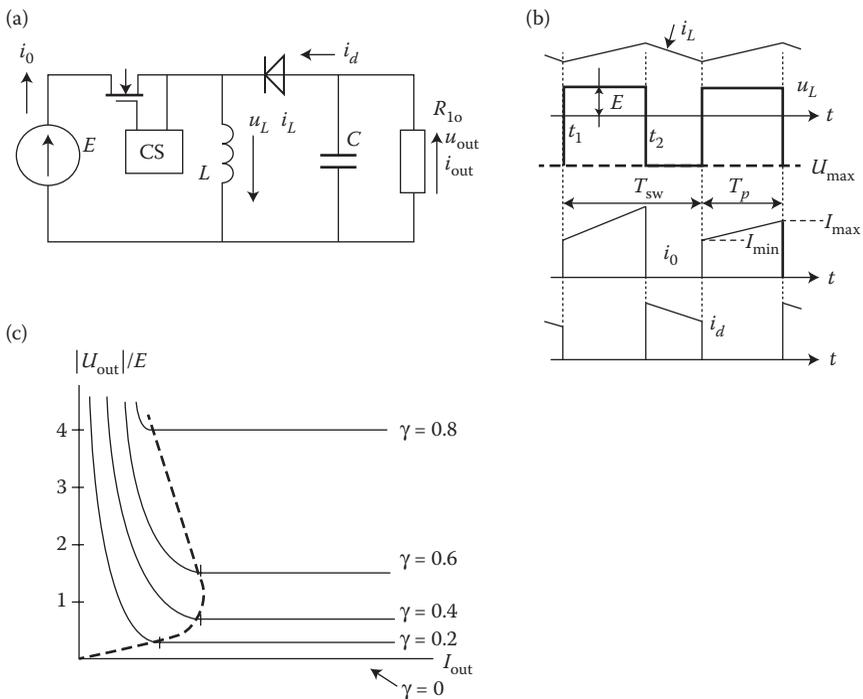 (a)
i0
E
CS
L
uL iL
id
C
R1o
uout
iout
(b)
iL
uL
E
t
t1
t2
Umax
Tsw
Tp
Imax
Imin
i0
t
id
t
(c)
|Uout|/E
4
γ = 0.8
3
2
γ = 0.6
1
γ = 0.4
γ = 0.2
Iout
γ = 0